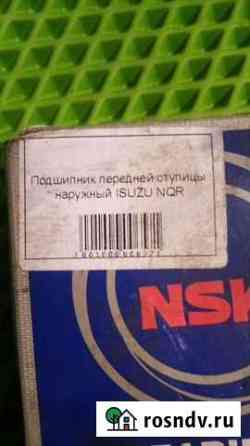 Подшипник передней ступицы
наружный ISUZU NQR
NSK
rosndv.ru